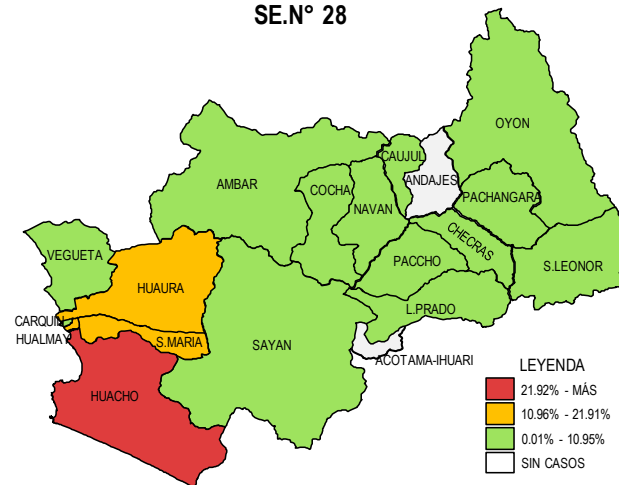 SE.N° 28
OYON
CAUJUL
ANDAJES
AMBAR
COCHA
PACHANGARA
NAVAN
CHECRAS
VEGUETA
PACCHO
S.LEONOR
HUAURA
L.PRADO
CARQUIN
HUALMAY
S.MARIA
SAYAN
ACOTAMA-IHUARI
HUACHO
LEYENDA
21.92% - MÁS
10.96% - 21.91%
0.01% - 10.95%
SIN CASOS